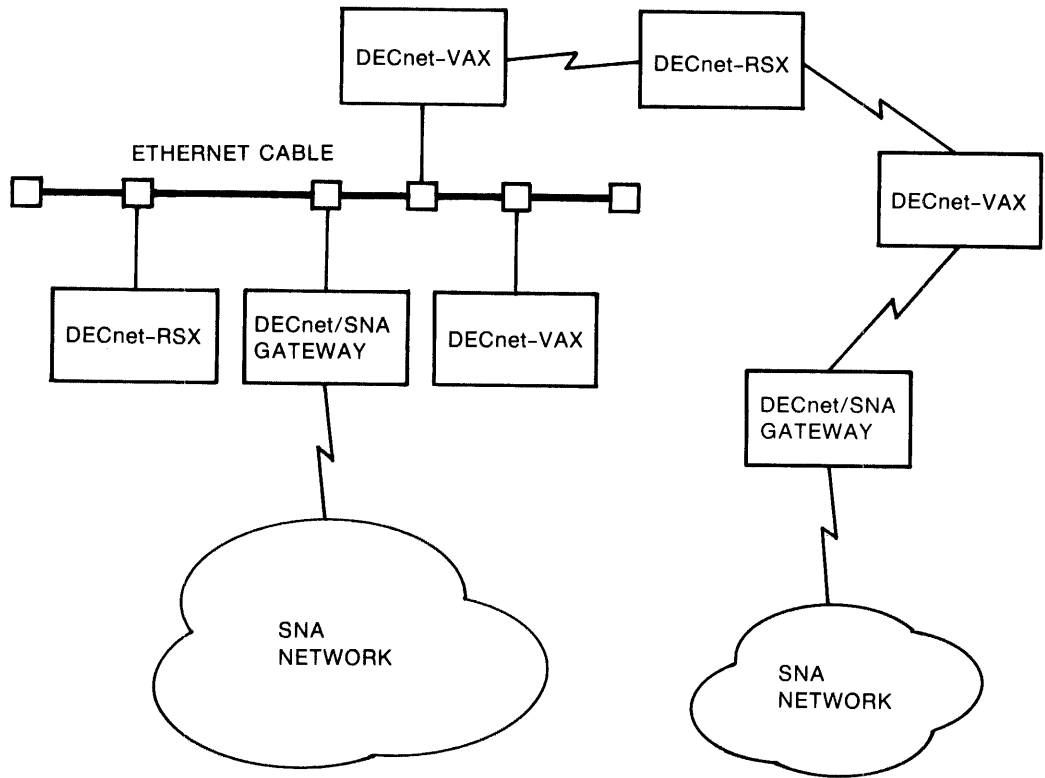 DECnet-VAX
DECnet-RSX
ETHERNET CABLE
DECnet-VAX
DECnet-RSX
DECnet/SNA
GATEWAY
DECnet-VAX
DECnet/SNA
GATEWAY
SNA
NETWORK
SNA
NETWORK